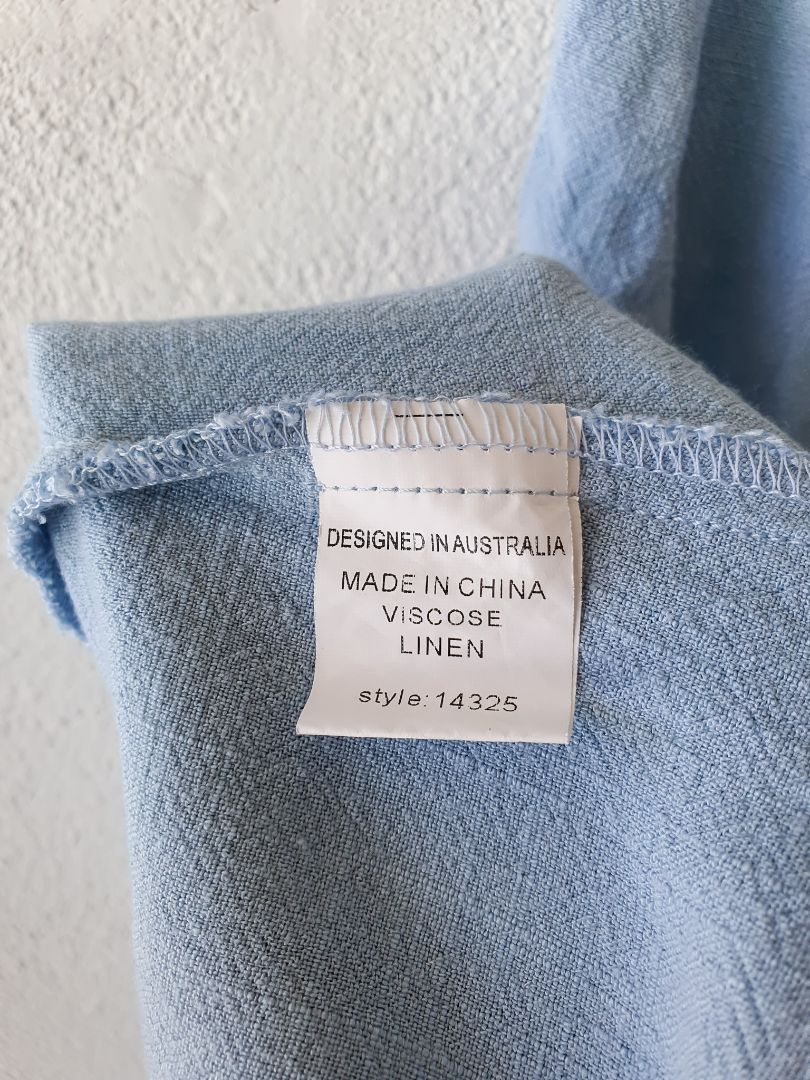 DESIGNED IN AUSTRALIA
MADE IN CHINA
VISCOSE
LINEN
style: 14325